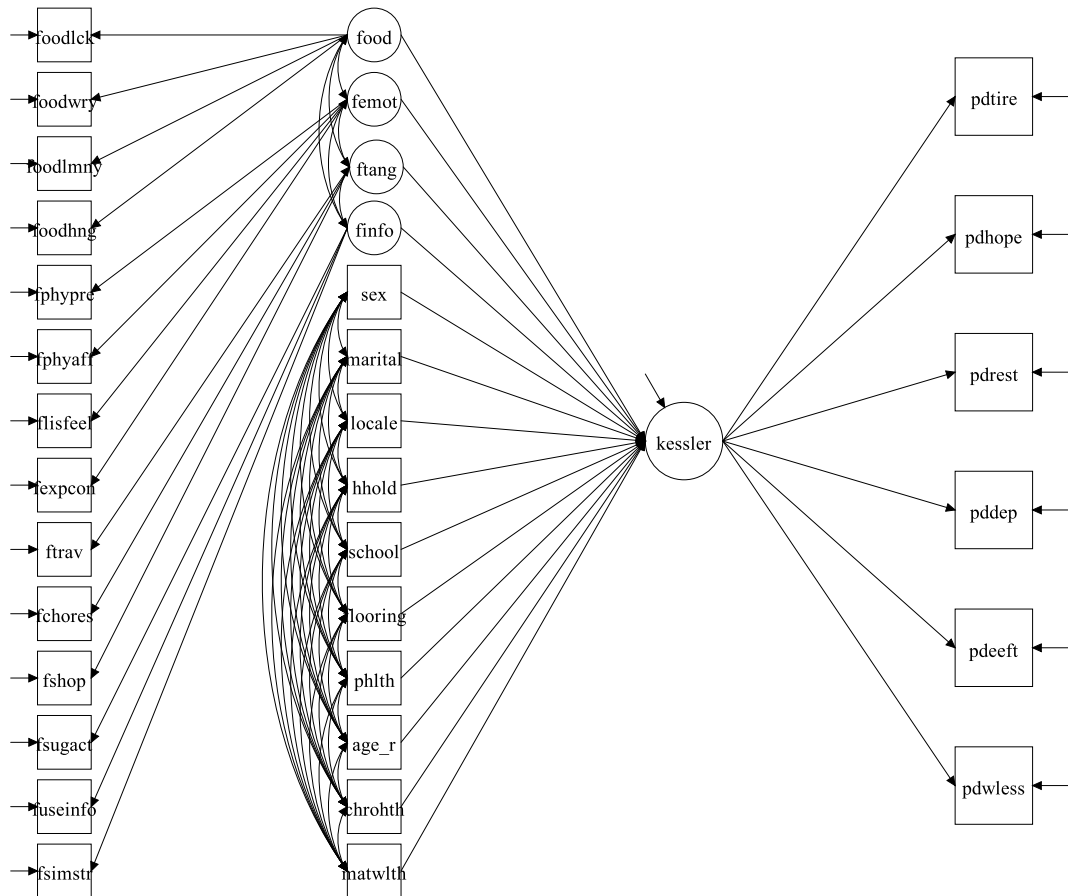 foodlck
foodwry
foodlmny
foodhng
fphypre
fphyaff
flisfeel
fexpcon
ftrav
fchores
fshop
fsugact
fuseinfo
fsimstr
food
femot
ftang
finfo
sex
marital
locale
hhold
school
flooring
phlth
age_r
chrohth
matwlth
kessler
pdtire
pdhope
pdrest
pddep
pdeeft
pdwless